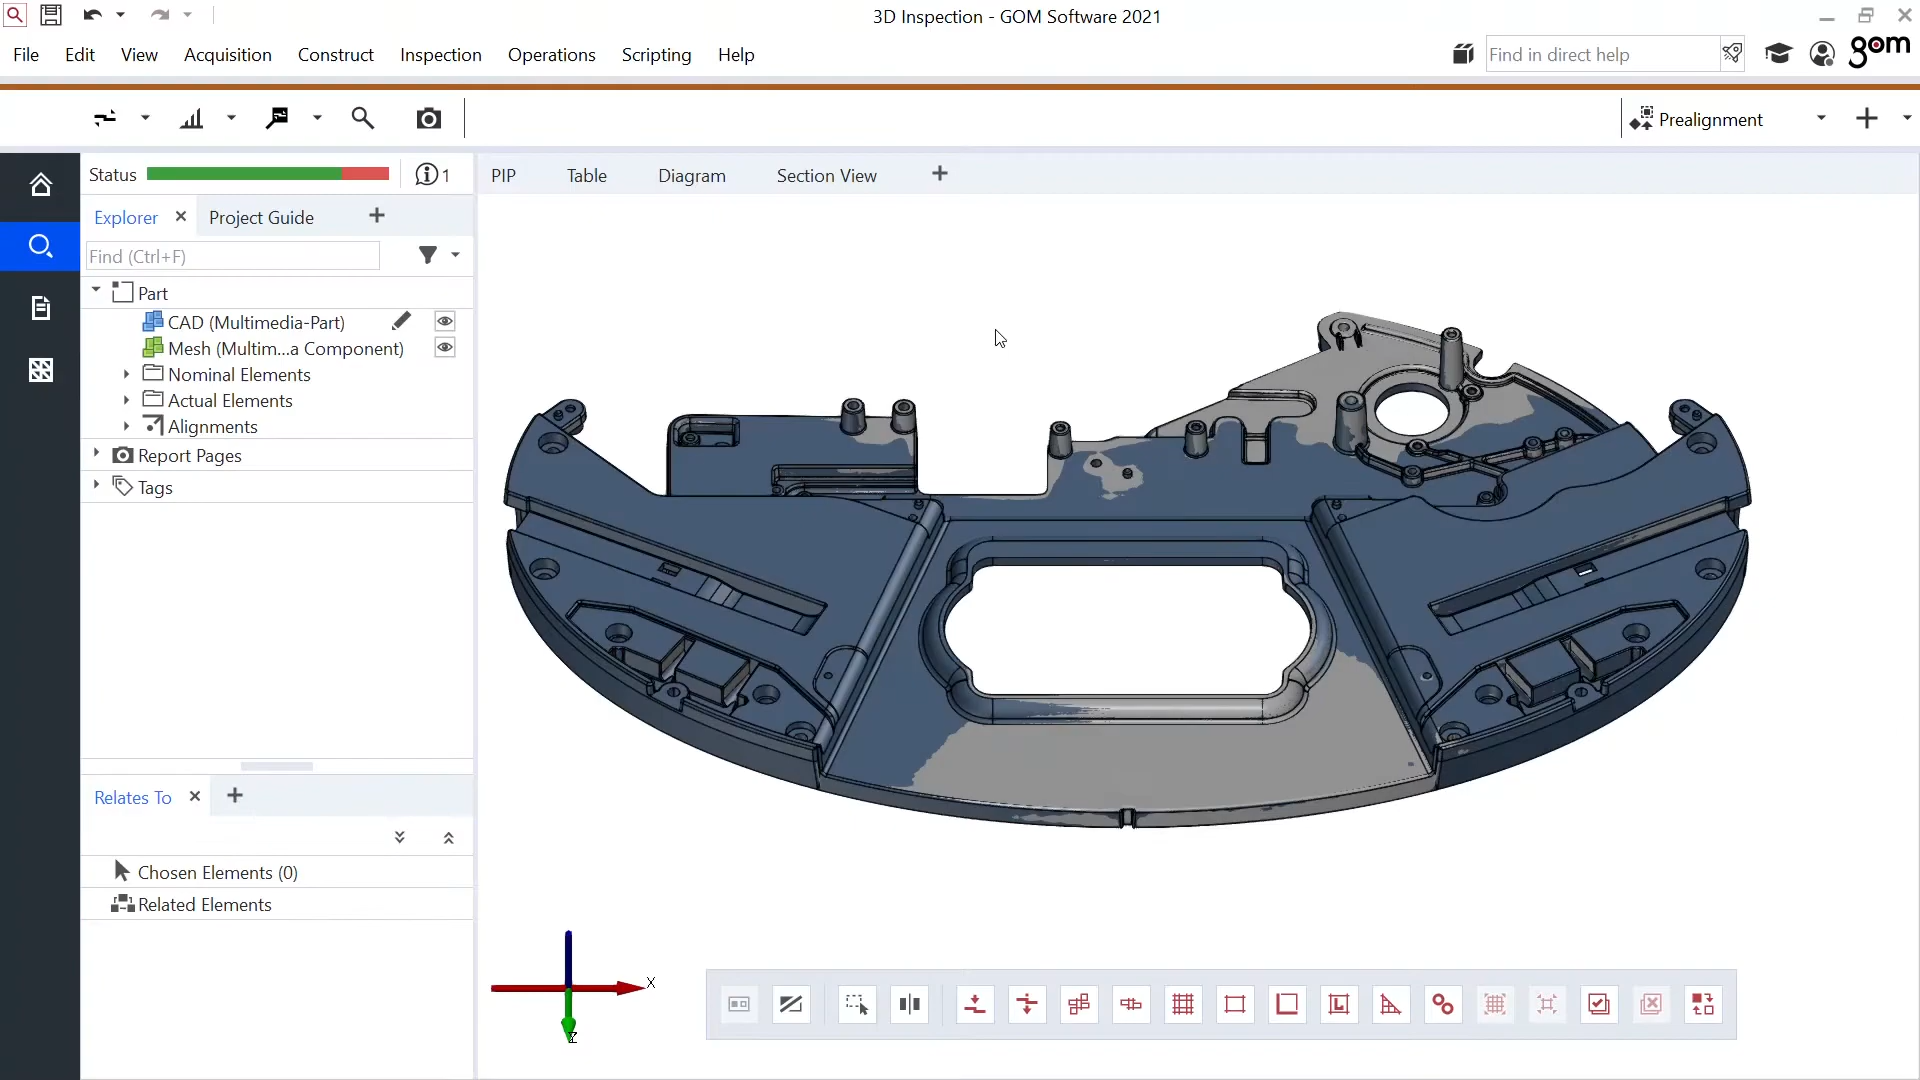 3D Inspection - GOM Software 2021
File Edit View Acquisition Construct Inspection Operations Scripting Help
Find in direct help
gom
Prealignment
Status
1
PIP Table Diagram Section View
Explorer Project Guide
Find (Ctrl+F)
Part
CAD (Multimedia-Part)
Mesh (Multim...a Component)
Nominal Elements
Actual Elements
Alignments
Report Pages
Tags
Relates To
Chosen Elements (0)
Related Elements
X
Z